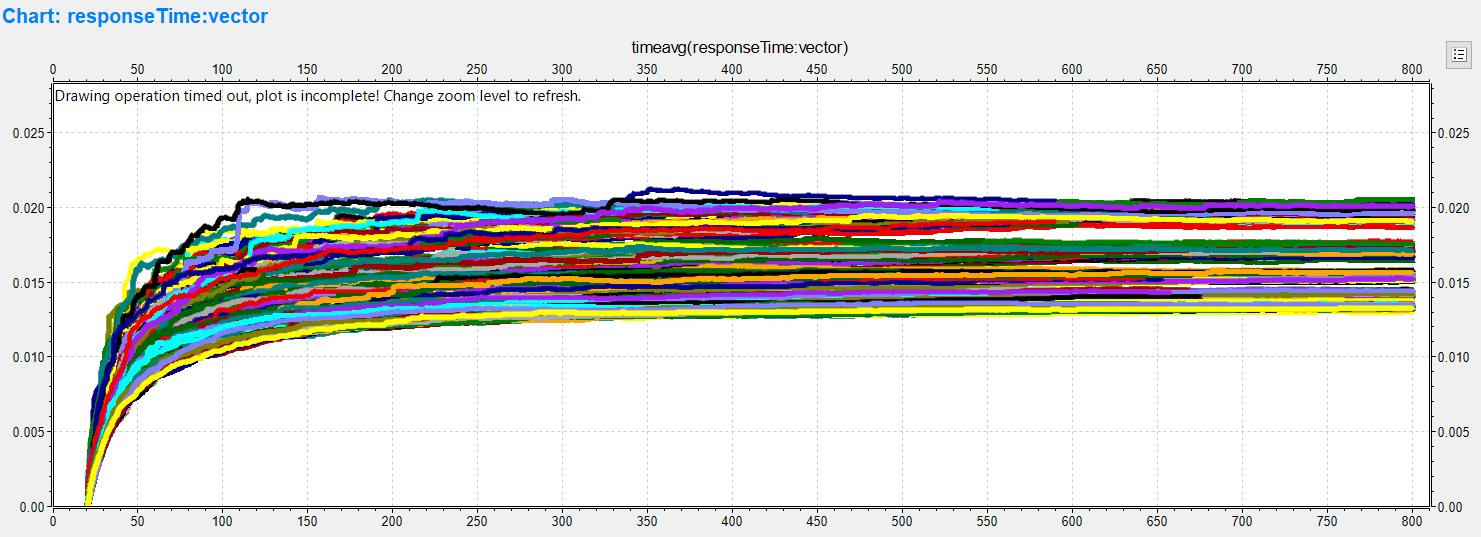 Chart: responseTime:vector
timeavg(responseTime:vector)
0 50 100 150 200 250 300 350 400 450 500 550 600 650 700 750 800
Drawing operation timed out, plot is incomplete! Change zoom level to refresh.
0.025 0.025
0.020 0.020
0.015 0.015
0.010 0.010
0.005 0.005
0.00 0.00
0 50 100 150 200 250 300 350 400 450 500 550 600 650 700 750 800